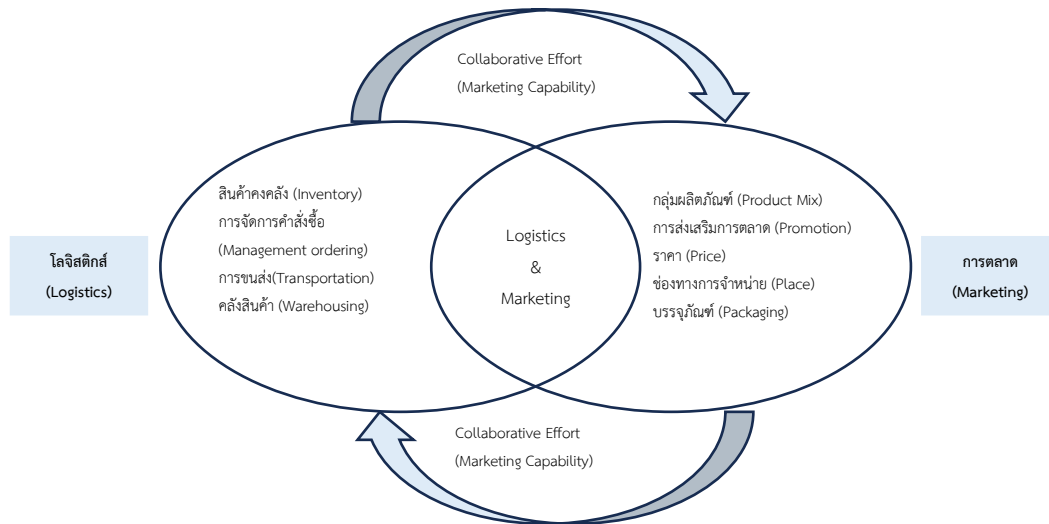 Collaborative Effort
(Marketing Capability)
โลจิสติกส์
(Logistics)
สินค้าคงคลัง (Inventory)
การจัดการคำสั่งซื้อ
(Management ordering)
การขนส่ง(Transportation)
คลังสินค้า (Warehousing)
Logistics
&
Marketing
กลุ่มผลิตภัณฑ์ (Product Mix)
การส่งเสริมการตลาด (Promotion)
ราคา (Price)
ช่องทางการจำหน่าย (Place)
บรรจุภัณฑ์ (Packaging)
การตลาด
(Marketing)
Collaborative Effort
(Marketing Capability)